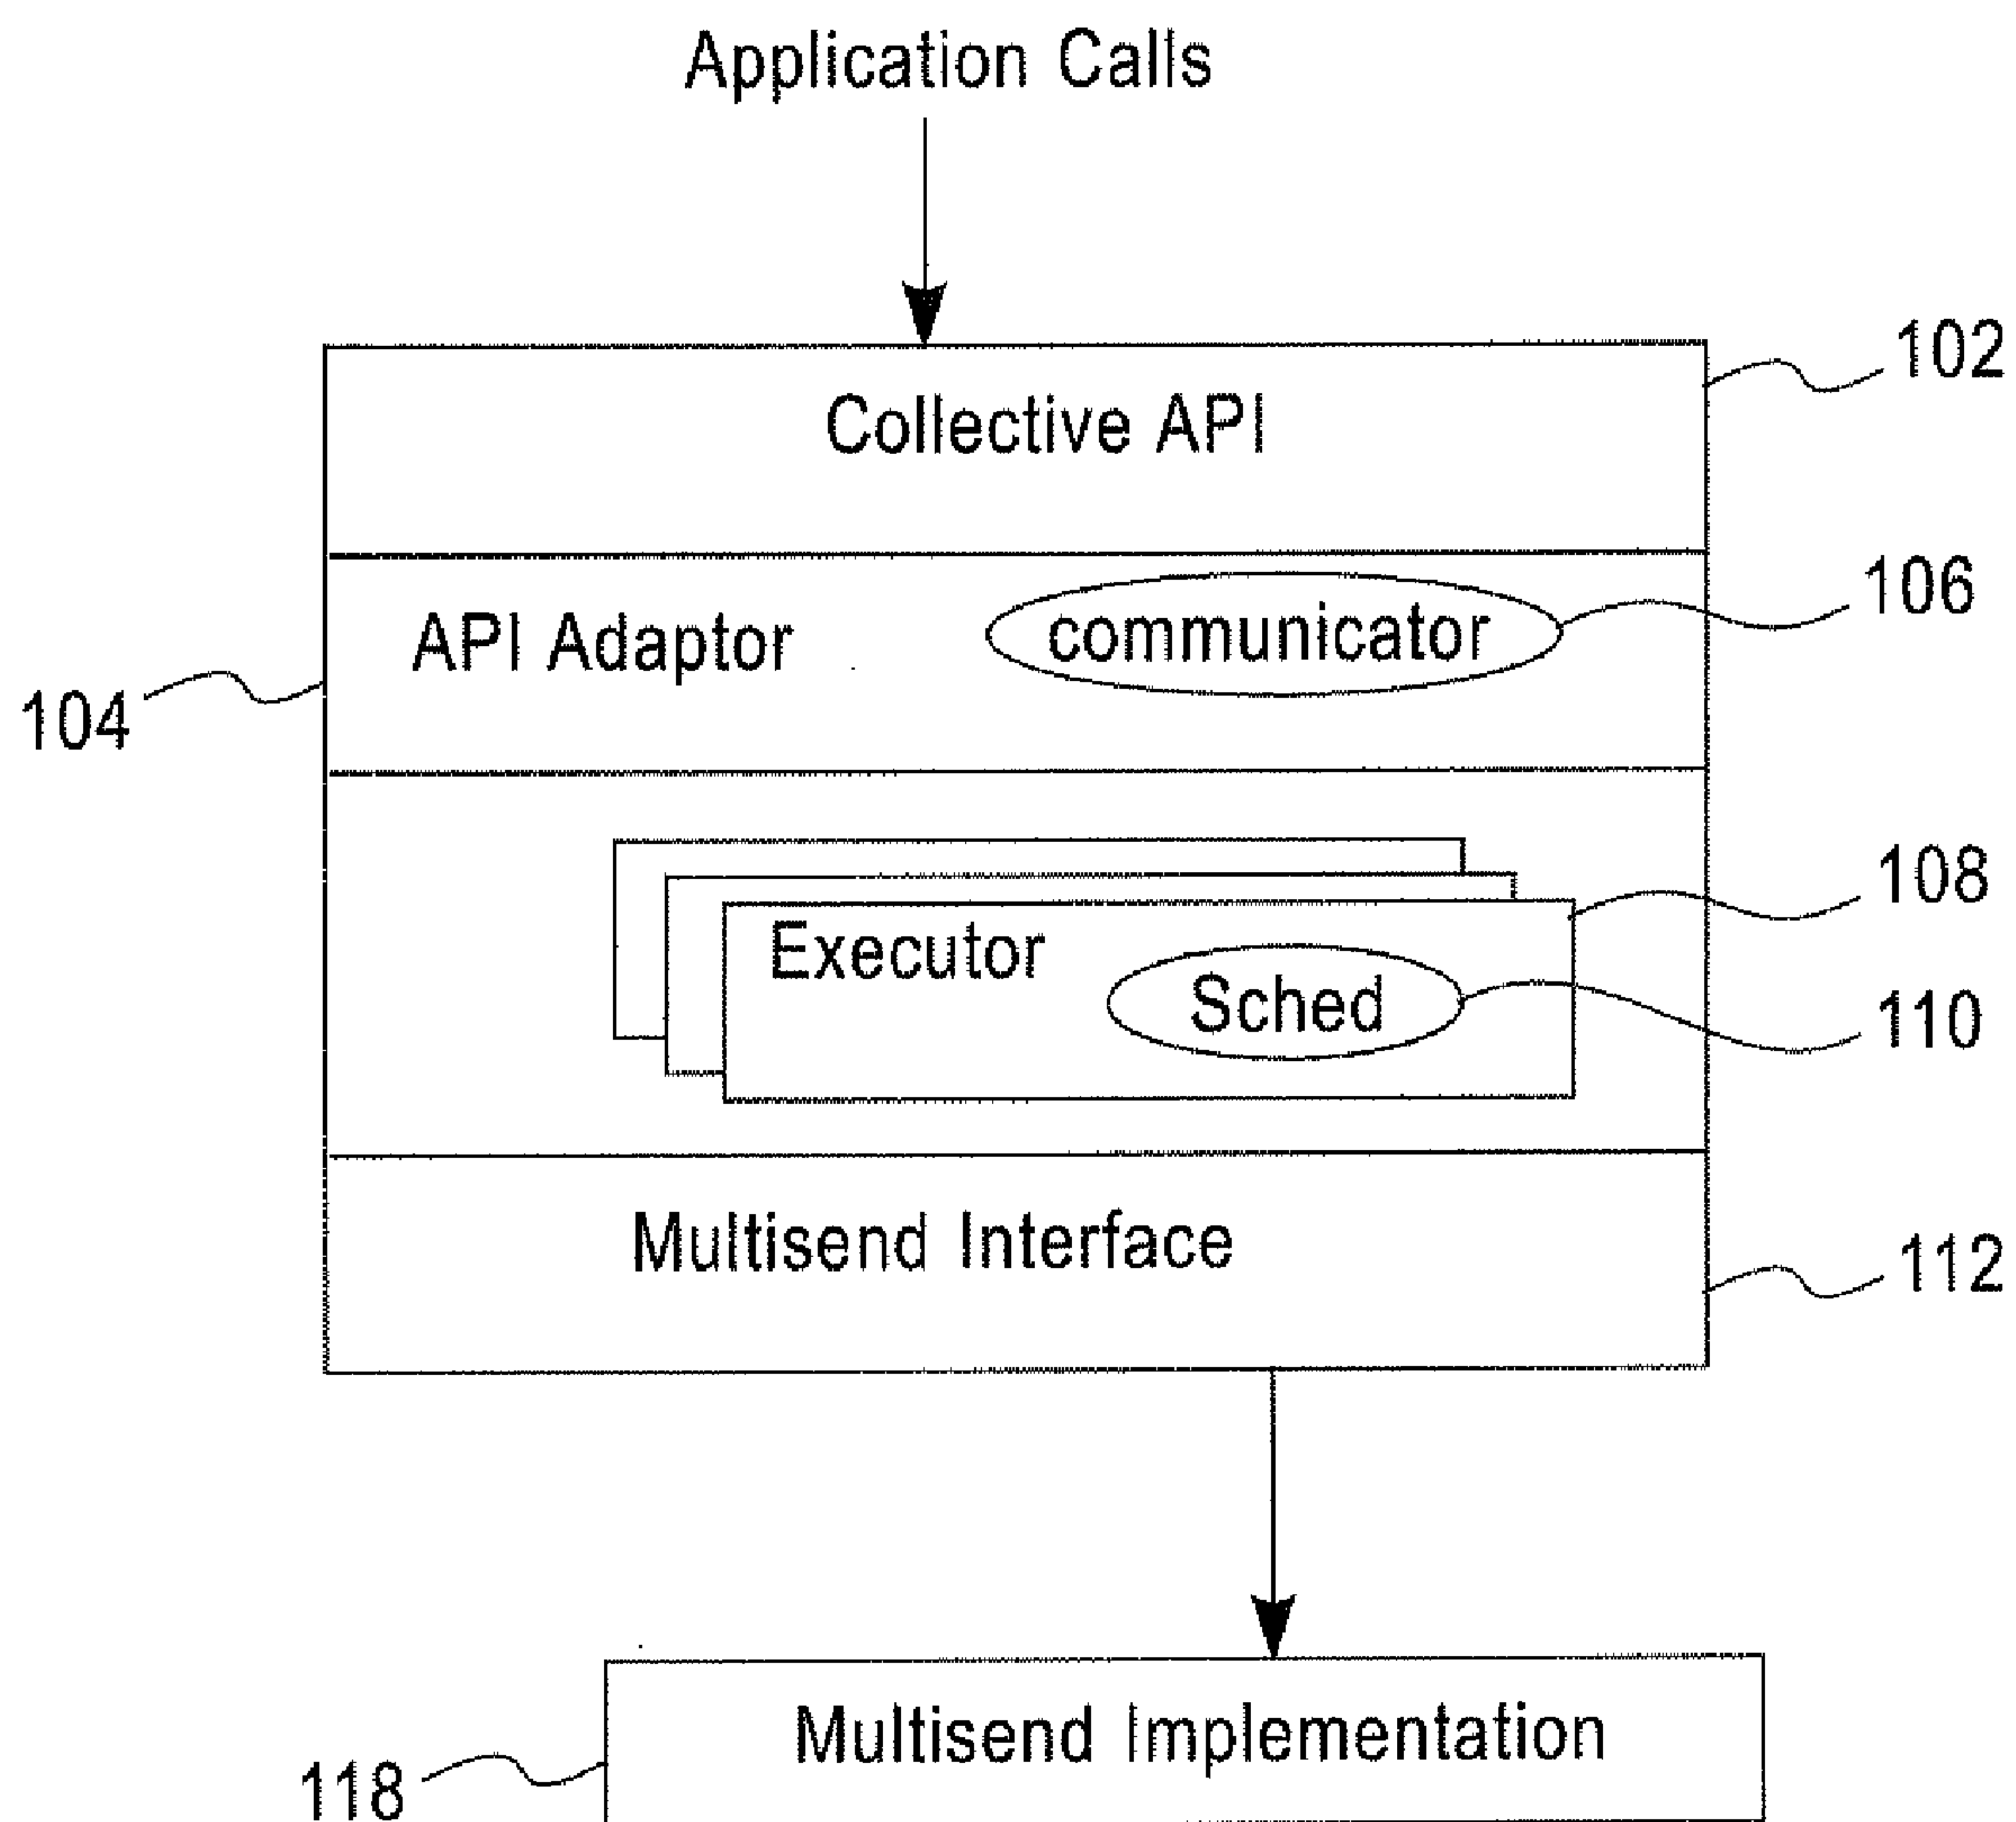 Application Calls
102
Collective API
106
API Adaptor
communicator
104
108
Executor
Sched
110
Multisend Interface
112
Multisend Implementation
118